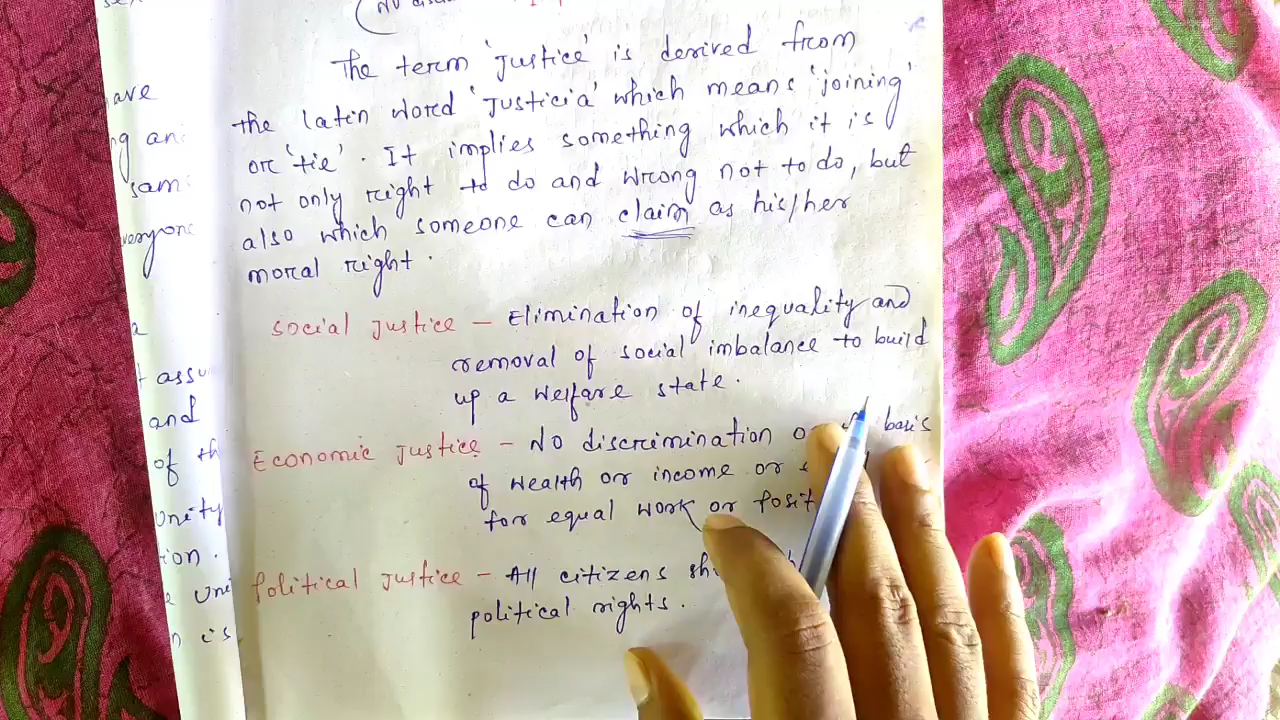 The term 'Justice' is derived from
the latin word 'Justicia' which means 'joining'
or 'tie'. It implies something which it is
not only right to do and wrong not to do, but
also which someone can claim as his/her
moral right.
Social Justice – Elimination of inequality and
removal of social imbalance to build
up a welfare state.
Economic Justice – No discrimination basis
of wealth or income or
for equal work or
Political Justice – All citizens
political rights.
ave
a
and
of th